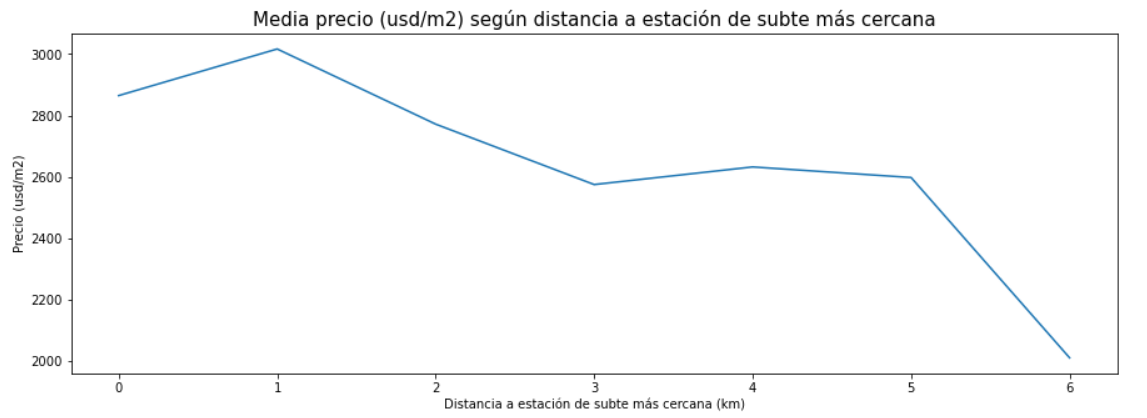 Media precio (usd/m2) según distancia a estación de subte más cercana
Precio (usd/m2)
3000
2800
2600
2400
2200
2000
0 1 2 3 4 5 6
Distancia a estación de subte más cercana (km)